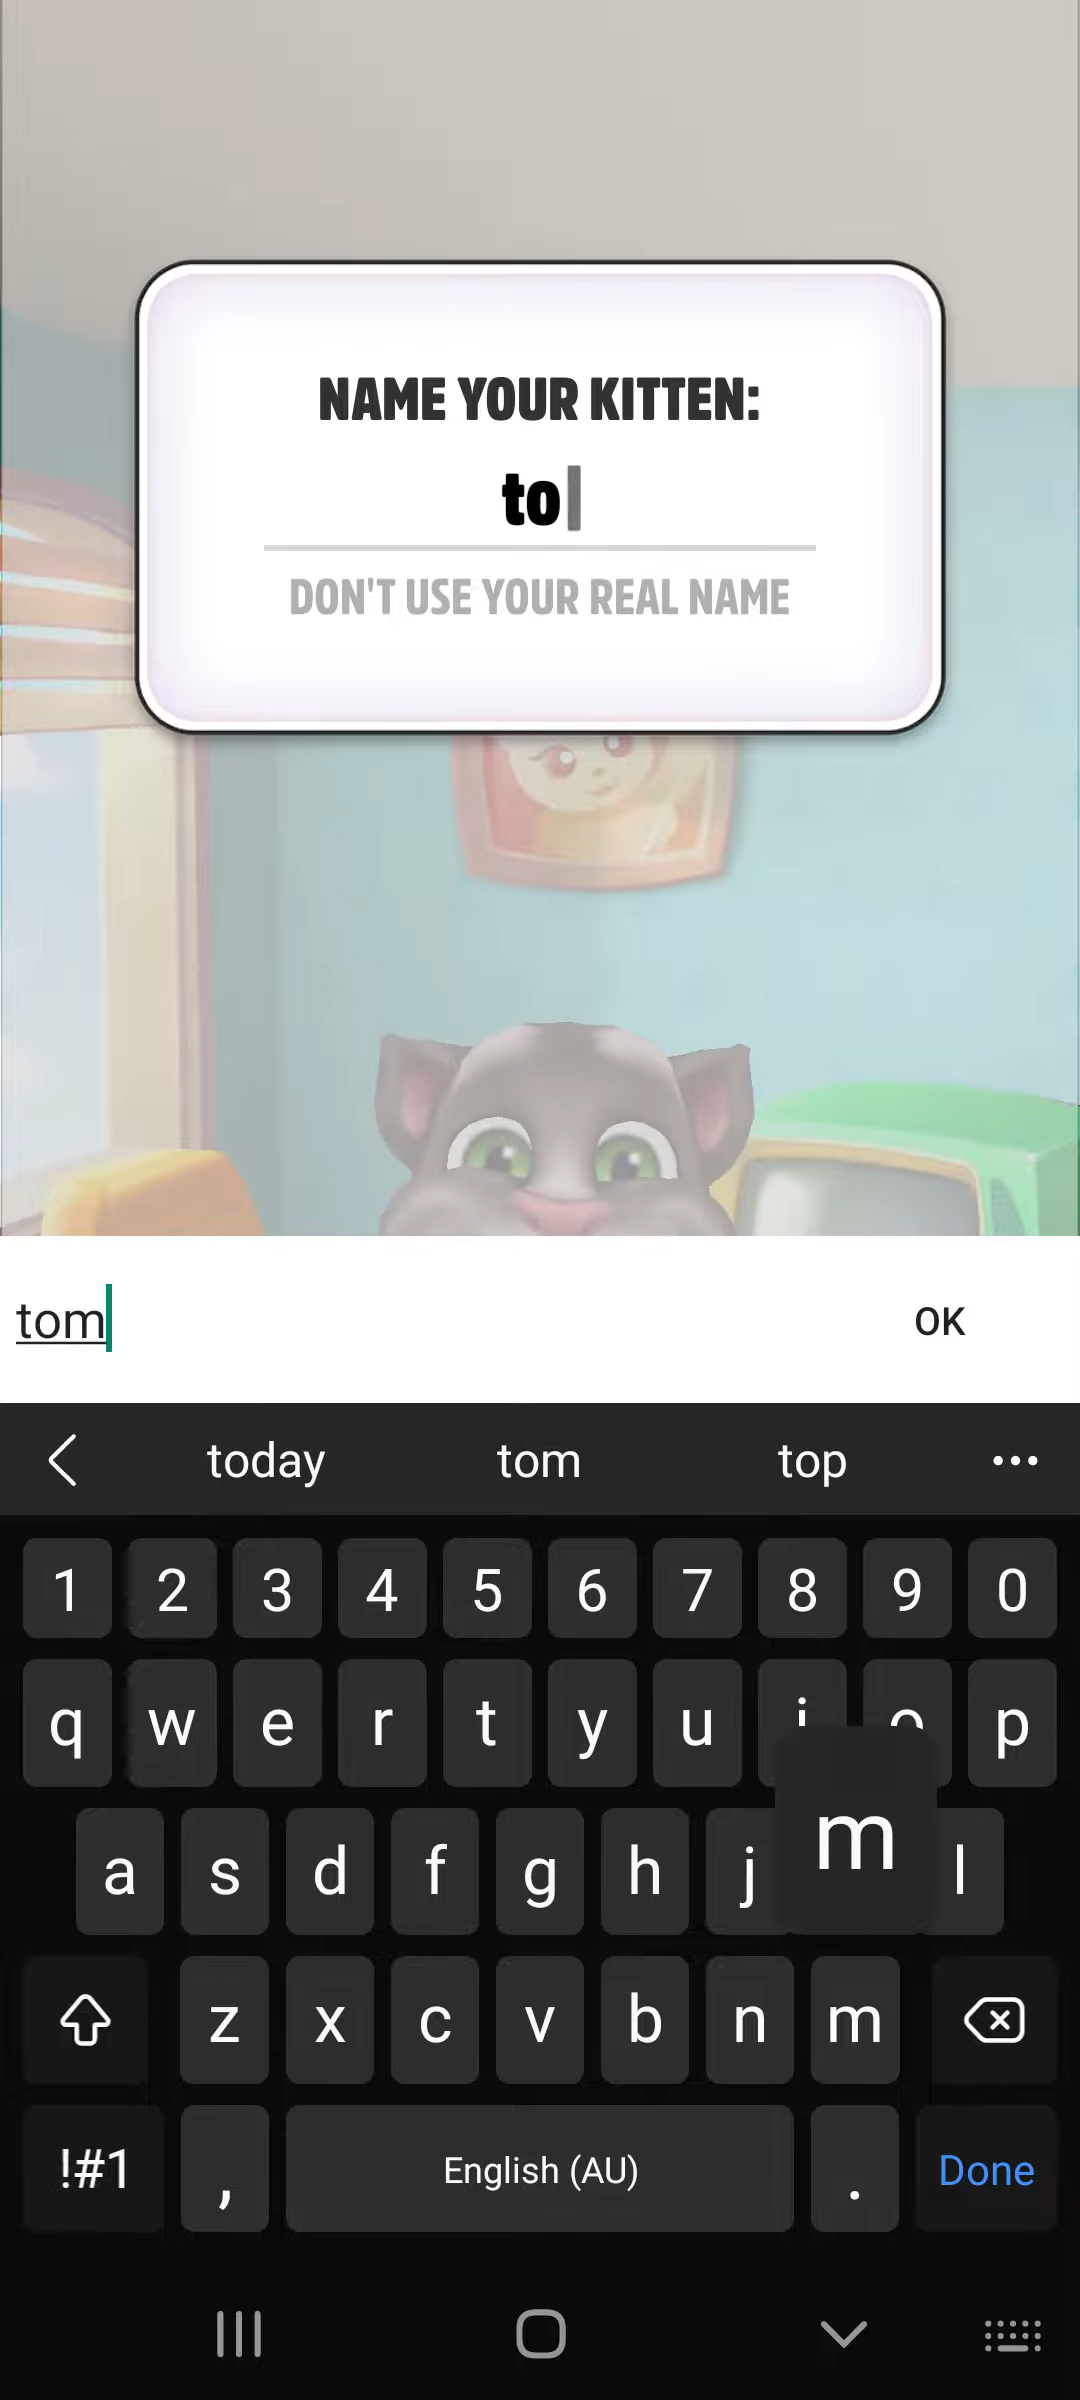 NAME YOUR KITTEN:
to
DON'T USE YOUR REAL NAME
tom
OK
today tom top
1 2 3 4 5 6 7 8 9 0
q w e r t y u i o p
a s d f g h j m l
z x c v b n m
!#1 , English (AU) . Done